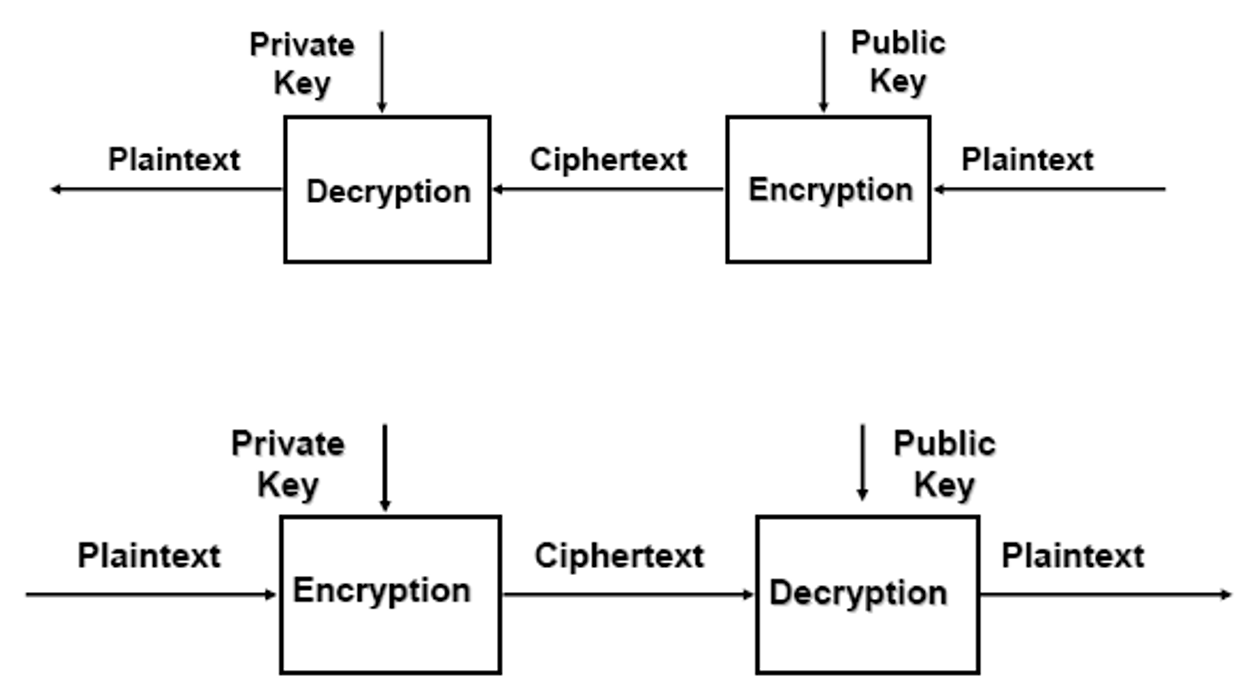 Private
Key
Public
Key
Plaintext
Decryption
Ciphertext
Encryption
Plaintext
Private
Key
Public
Key
Plaintext
Encryption
Ciphertext
Decryption
Plaintext